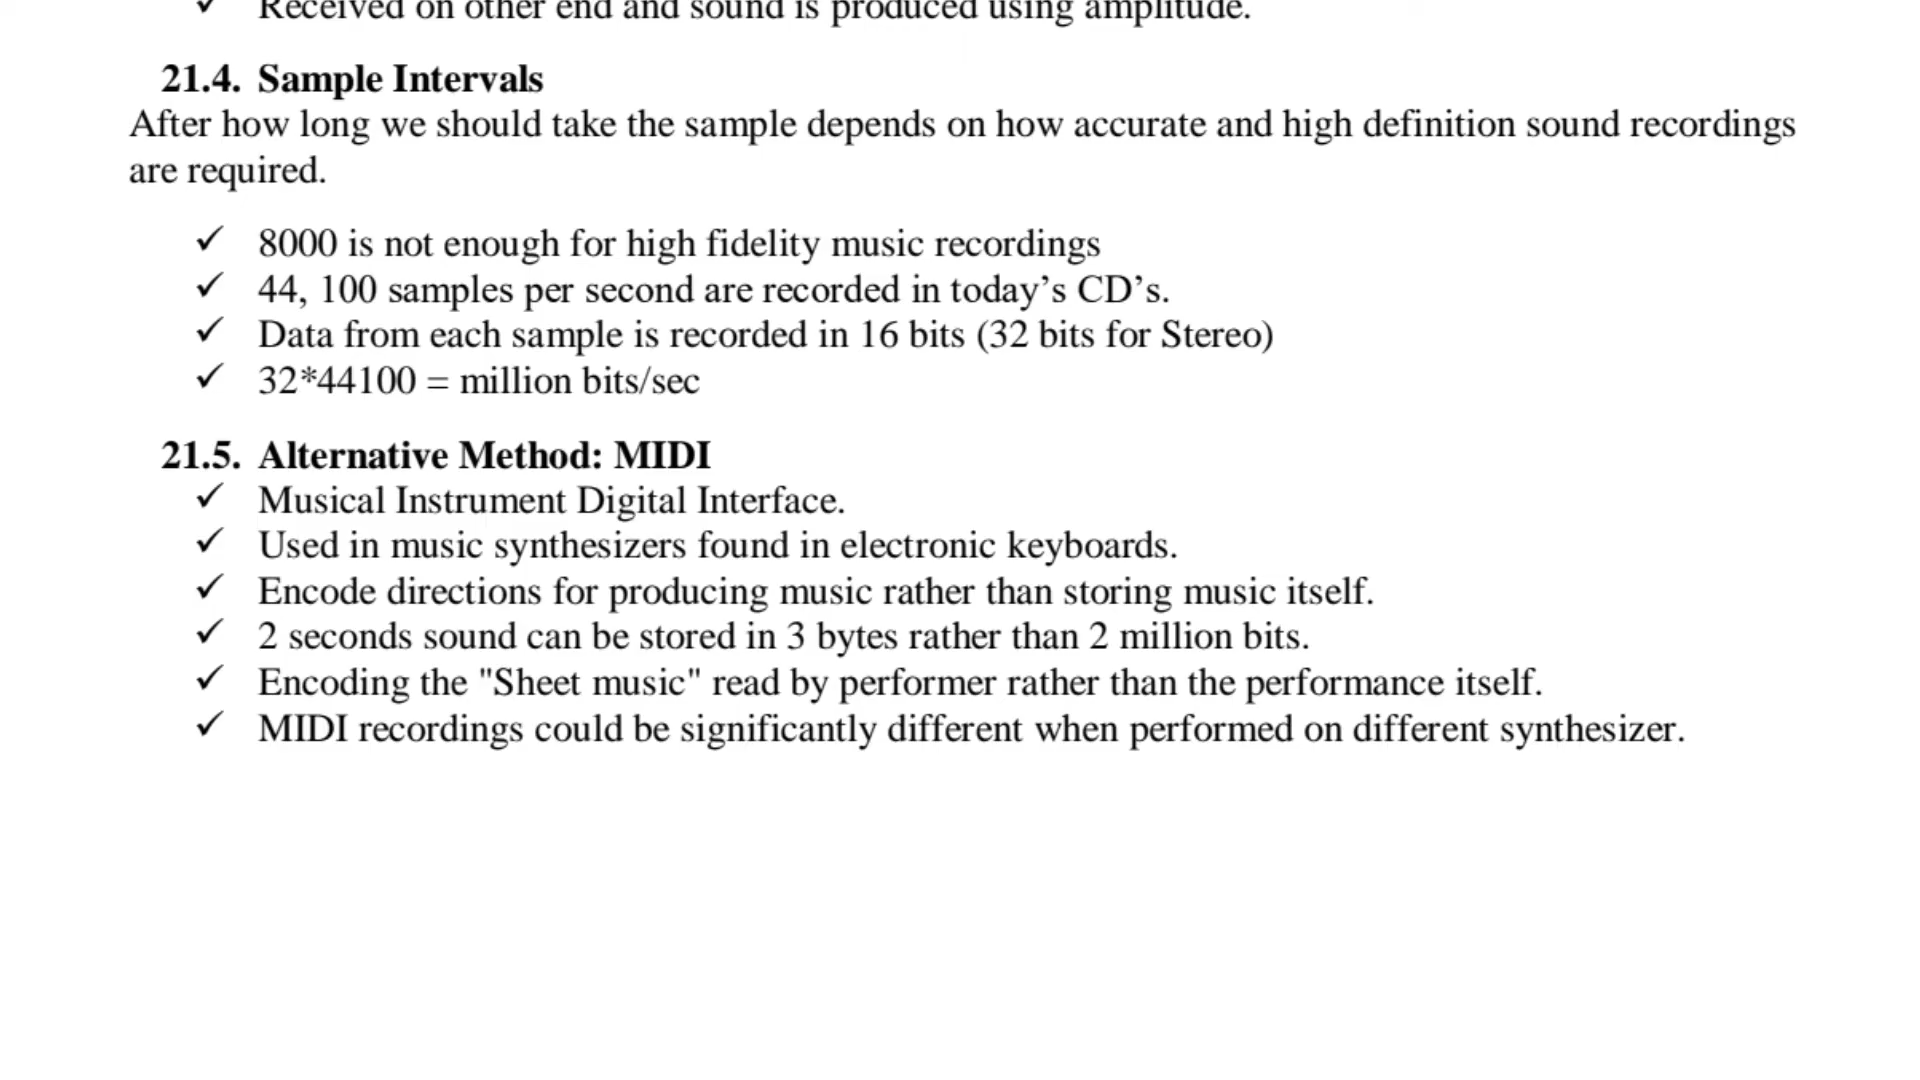 ✓ Received on other end and sound is produced using amplitude.
21.4. Sample Intervals
After how long we should take the sample depends on how accurate and high definition sound recordings
are required.
✓ 8000 is not enough for high fidelity music recordings
✓ 44, 100 samples per second are recorded in today’s CD’s.
✓ Data from each sample is recorded in 16 bits (32 bits for Stereo)
✓ 32*44100 = million bits/sec
21.5. Alternative Method: MIDI
✓ Musical Instrument Digital Interface.
✓ Used in music synthesizers found in electronic keyboards.
✓ Encode directions for producing music rather than storing music itself.
✓ 2 seconds sound can be stored in 3 bytes rather than 2 million bits.
✓ Encoding the "Sheet music" read by performer rather than the performance itself.
✓ MIDI recordings could be significantly different when performed on different synthesizer.